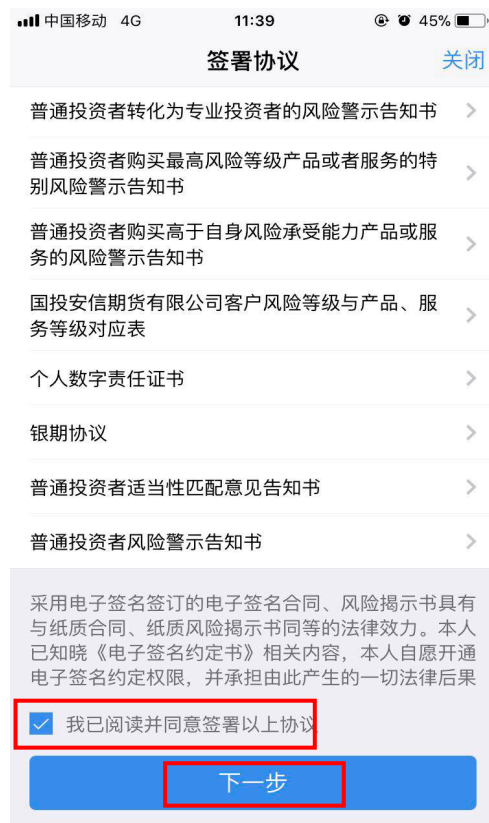 中国移动 4G 11:39 45%
签署协议 关闭
普通投资者转化为专业投资者的风险警示告知书
普通投资者购买最高风险等级产品或者服务的特
别风险警示告知书
普通投资者购买高于自身风险承受能力产品或服
务的风险警示告知书
国投安信期货有限公司客户风险等级与产品、服
务等级对应表
个人数字责任证书
银期协议
普通投资者适当性匹配意见告知书
普通投资者风险警示告知书
采用电子签名签订的电子签名合同、风险揭示书具有
与纸质合同、纸质风险揭示书同等的法律效力。本人
已知晓《电子签名约定书》相关内容，本人自愿开通
电子签名约定权限，并承担由此产生的一切法律后果
我已阅读并同意签署以上协议
下一步